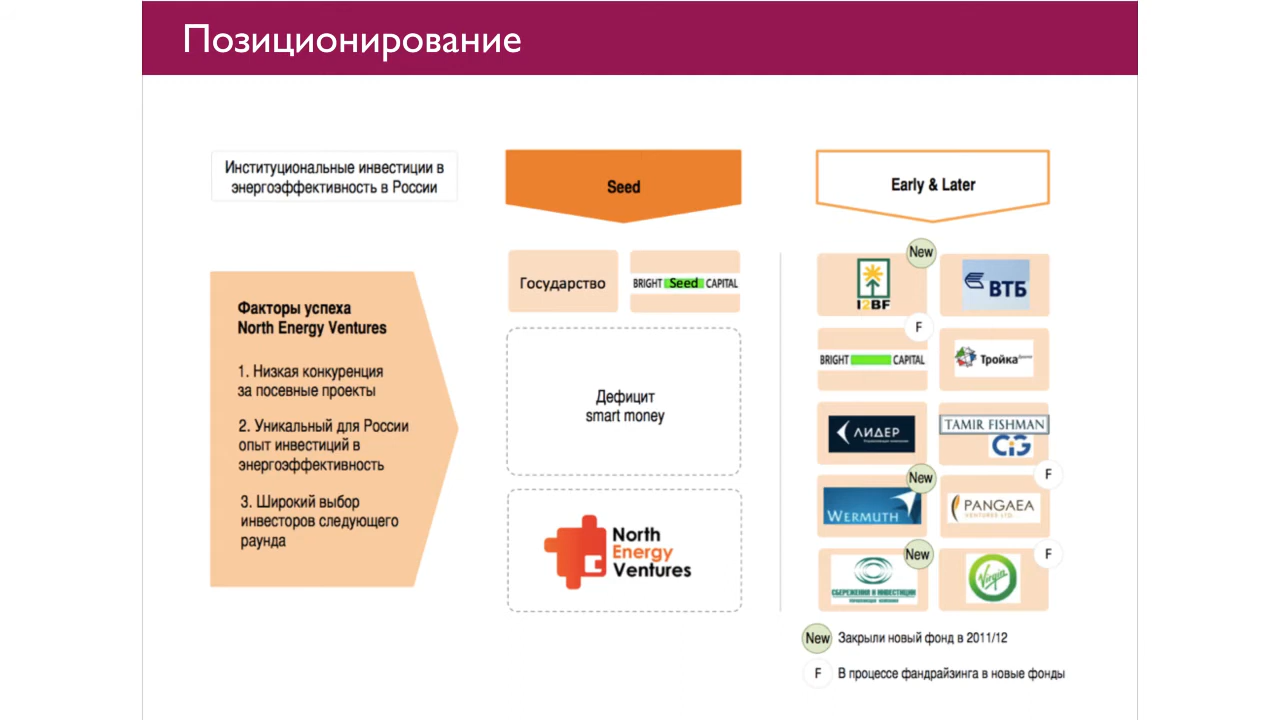 Позиционирование
Институциональные инвестиции в
энергоэффективность в России
Seed
Early & Later
Факторы успеха
North Energy Ventures
1. Низкая конкуренция
за посевные проекты
2. Уникальный для России
опыт инвестиций в
энергоэффективность
3. Широкий выбор
инвесторов следующего
раунда
Государство
BRIGHT Seed CAPITAL
Дефицит
smart money
North
Energy
Ventures
New
I2BF
ВТБ
F
BRIGHT CAPITAL
Тройка
ЛИДЕР
TAMIR FISHMAN
CIG
New
WERMUTH
F
PANGAEA
VENTURES LTD.
New
СБЕРЕЖЕНИЯ И ИНВЕСТИЦИИ
УПРАВЛЯЮЩАЯ КОМПАНИЯ
F
Virgin
New Закрыли новый фонд в 2011/12
F В процессе фандрайзинга в новые фонды